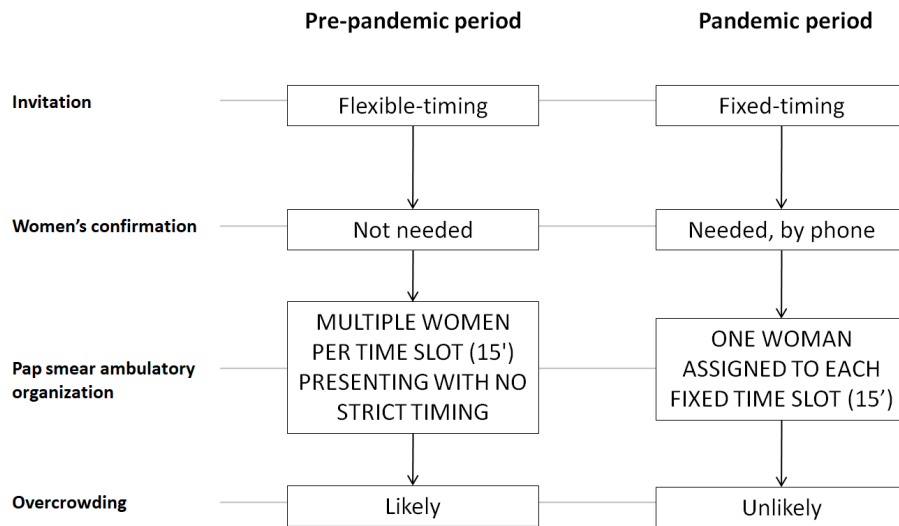 Pre-pandemic period
Pandemic period
Invitation
Flexible-timing
Fixed-timing
Women’s confirmation
Not needed
Needed, by phone
Pap smear ambulatory
organization
MULTIPLE WOMEN
PER TIME SLOT (15')
PRESENTING WITH NO
STRICT TIMING
ONE WOMAN
ASSIGNED TO EACH
FIXED TIME SLOT (15’)
Overcrowding
Likely
Unlikely